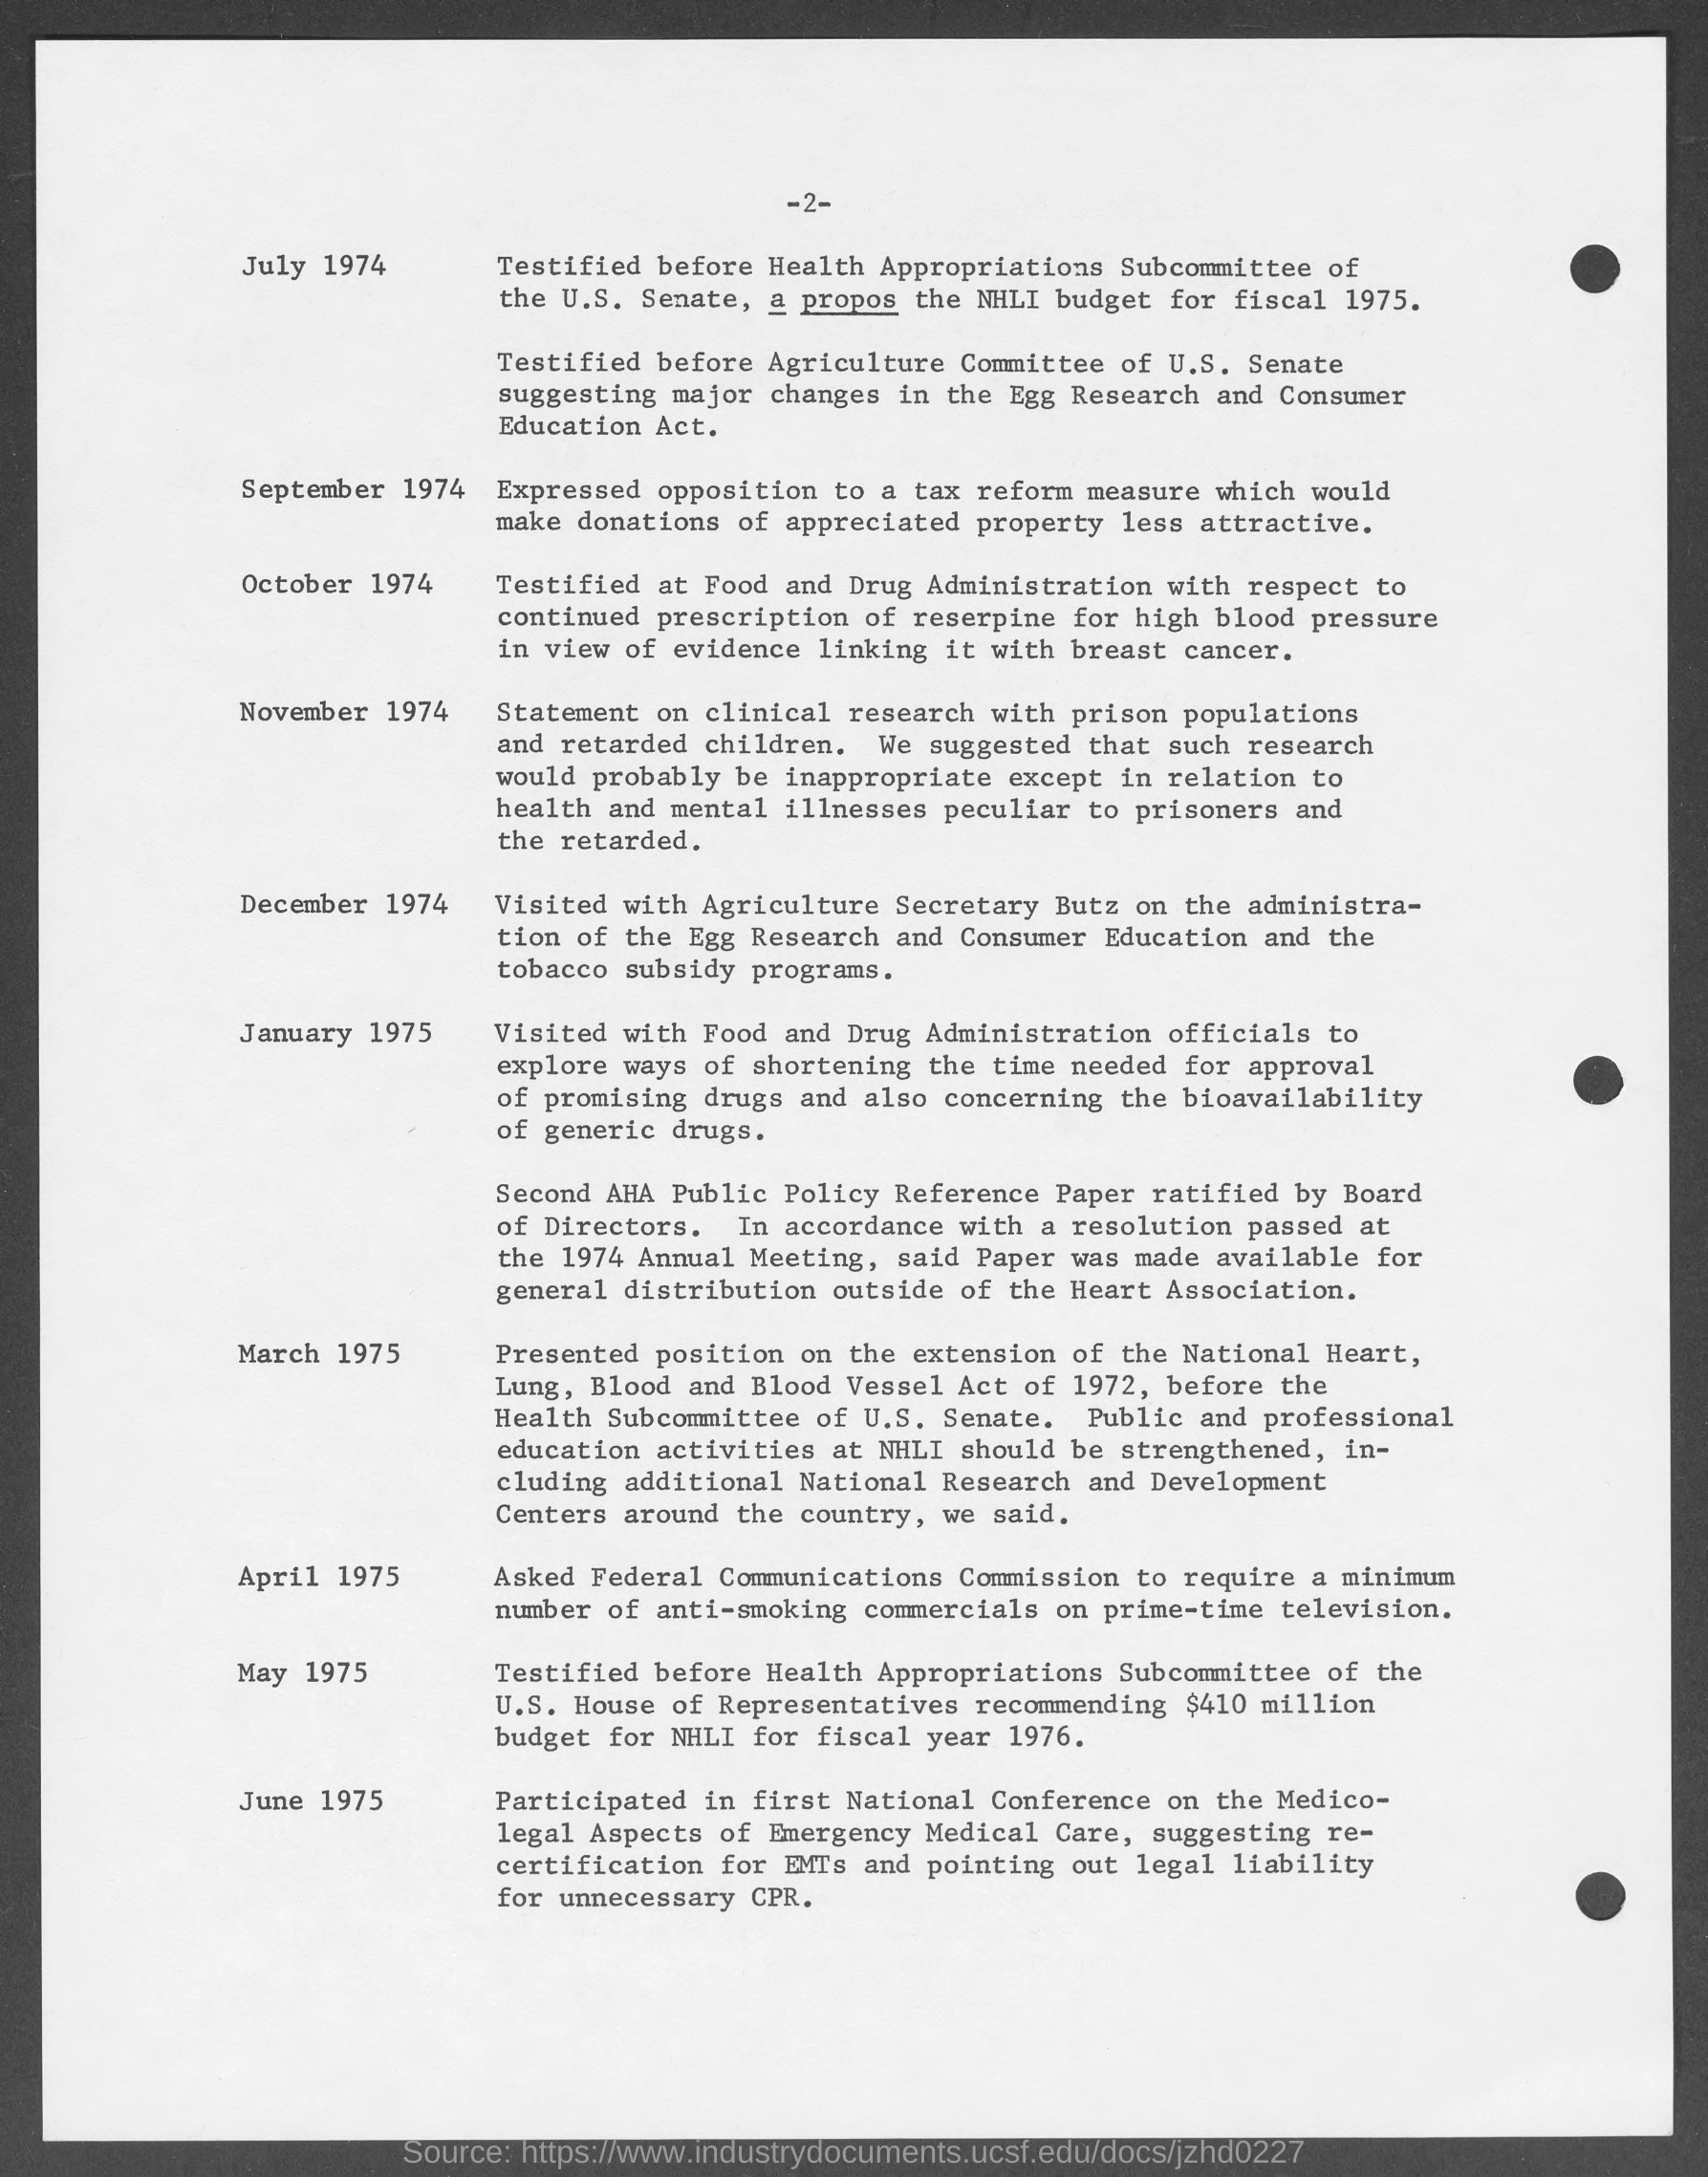 -2-
July 1974 Testified before Health Appropriations Subcommittee of
the U.S. Senate, a propos the NHLI budget for fiscal 1975.
Testified before Agriculture Committee of U.S. Senate
suggesting major changes in the Egg Research and Consumer
Education Act.
September 1974 Expressed opposition to a tax reform measure which would
make donations of appreciated property less attractive.
October 1974 Testified at Food and Drug Administration with respect to
continued prescription of reserpine for high blood pressure
in view of evidence linking it with breast cancer.
November 1974 Statement on clinical research with prison populations
and retarded children. We suggested that such research
would probably be inappropriate except in relation to
health and mental illnesses peculiar to prisoners and
the retarded.
December 1974 Visited with Agriculture Secretary Butz on the administra-
tion of the Egg Research and Consumer Education and the
tobacco subsidy programs.
January 1975 Visited with Food and Drug Administration officials to
explore ways of shortening the time needed for approval
of promising drugs and also concerning the bioavailability
of generic drugs.
Second AHA Public Policy Reference Paper ratified by Board
of Directors. In accordance with a resolution passed at
the 1974 Annual Meeting, said Paper was made available for
general distribution outside of the Heart Association.
March 1975 Presented position on the extension of the National Heart,
Lung, Blood and Blood Vessel Act of 1972, before the
Health Subcommittee of U.S. Senate. Public and professional
education activities at NHLI should be strengthened, in-
cluding additional National Research and Development
Centers around the country, we said.
April 1975 Asked Federal Communications Commission to require a minimum
number of anti-smoking commercials on prime-time television.
May 1975 Testified before Health Appropriations Subcommittee of the
U.S. House of Representatives recommending $410 million
budget for NHLI for fiscal year 1976.
June 1975 Participated in first National Conference on the Medico-
legal Aspects of Emergency Medical Care, suggesting re-
certification for EMTs and pointing out legal liability
for unnecessary CPR.
Source: https://www.industrydocuments.ucsf.edu/docs/jzhd0227